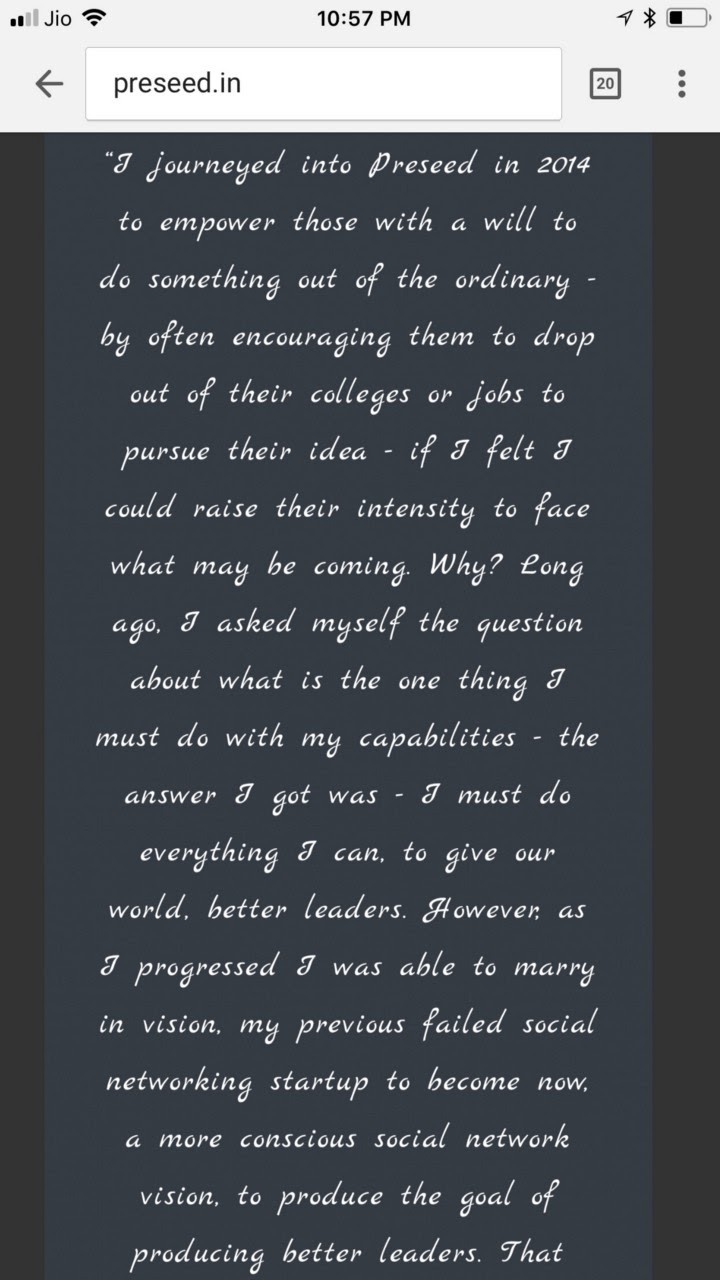 Jio 10:57 PM
preseed.in 20
“I journeyed into Preseed in 2014
to empower those with a will to
do something out of the ordinary -
by often encouraging them to drop
out of their colleges or jobs to
pursue their idea - if I felt I
could raise their intensity to face
what may be coming. Why? Long
ago, I asked myself the question
about what is the one thing I
must do with my capabilities - the
answer I got was - I must do
everything I can, to give our
world, better leaders. However, as
I progressed I was able to marry
in vision, my previous failed social
networking startup to become now,
a more conscious social network
vision, to produce the goal of
producing better leaders. That